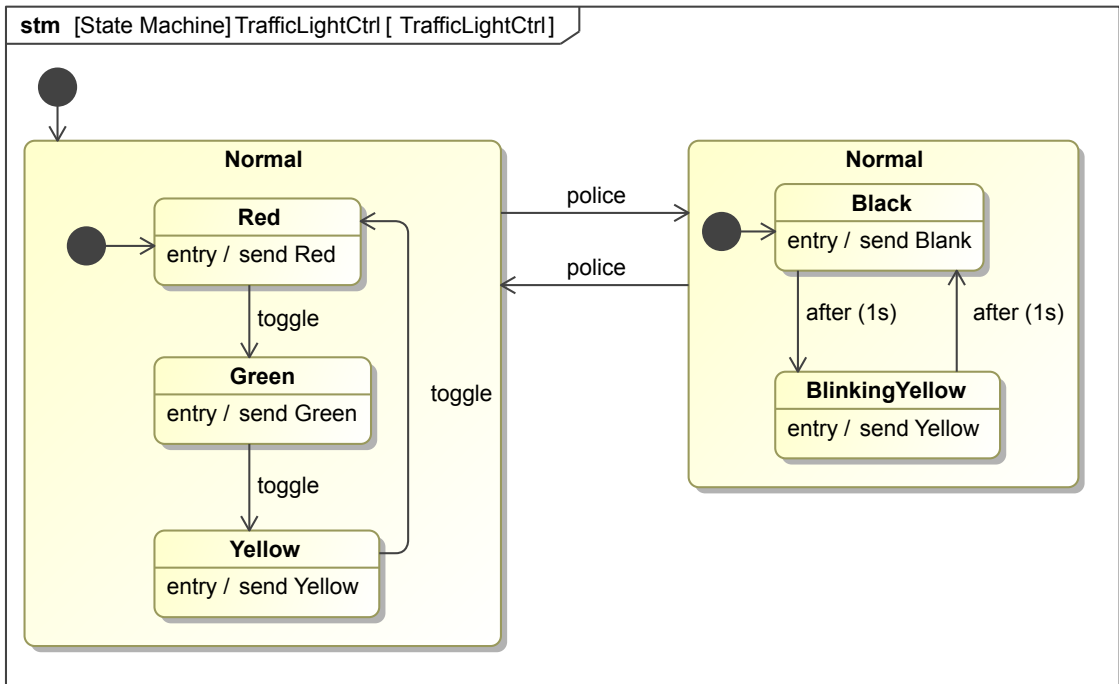 stm [State Machine] TrafficLightCtrl [ TrafficLightCtrl ]
Normal
Red
entry / send Red
toggle
Green
entry / send Green
toggle
toggle
Yellow
entry / send Yellow
police
police
Normal
Black
entry / send Blank
after (1s)
after (1s)
BlinkingYellow
entry / send Yellow